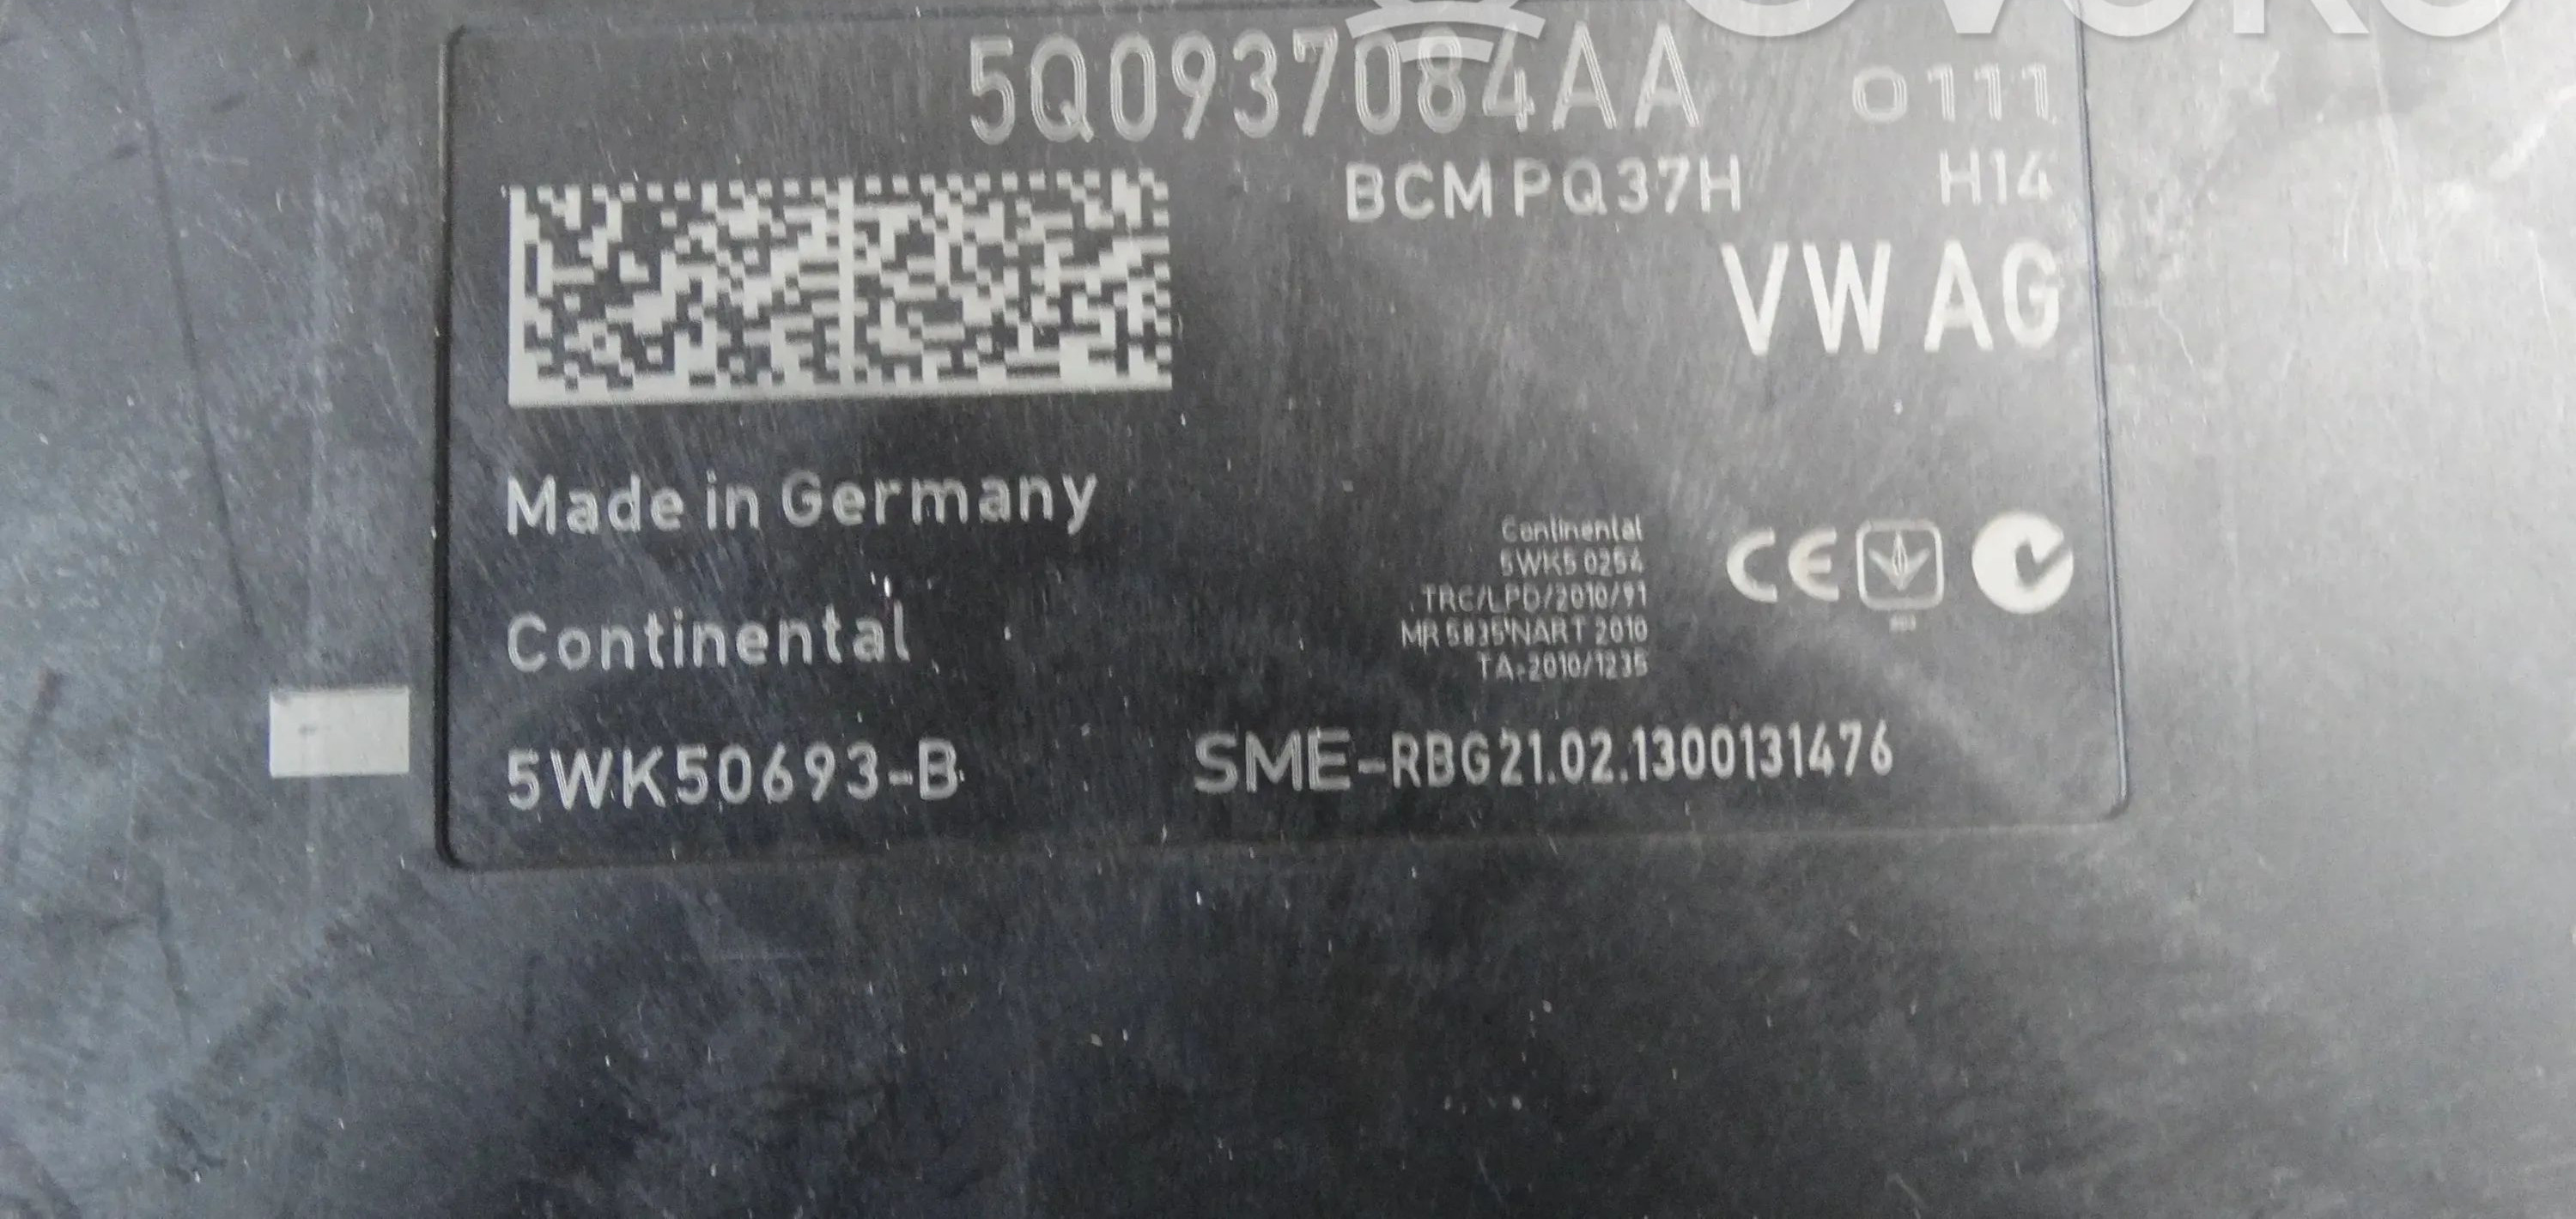 5Q0937084AA 0111
BCM PQ37H H14
VW AG
Made in Germany
Continental
5WK5 0254
TRC/LPD/2010/91
MR 5835 NART 2010
TA-2010/1235
CE
Continental
5WK50693-B SME-RBG21.02.1300131476